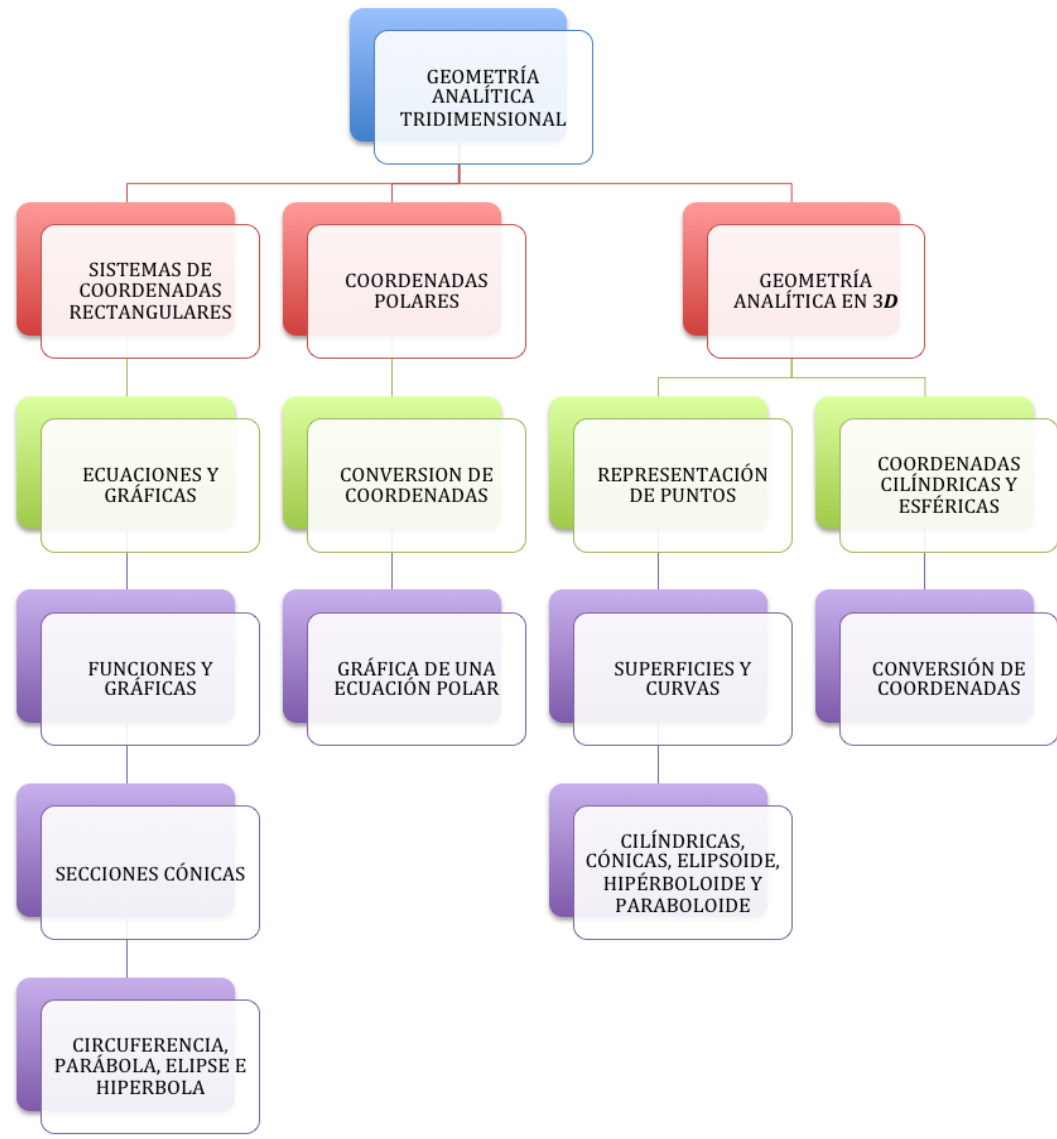 GEOMETRÍA
ANALÍTICA
TRIDIMENSIONAL
SISTEMAS DE
COORDENADAS
RECTANGULARES
COORDENADAS
POLARES
GEOMETRÍA
ANALÍTICA EN 3D
ECUACIONES Y
GRÁFICAS
CONVERSION DE
COORDENADAS
REPRESENTACIÓN
DE PUNTOS
COORDENADAS
CILÍNDRICAS Y
ESFÉRICAS
FUNCIONES Y
GRÁFICAS
GRÁFICA DE UNA
ECUACIÓN POLAR
SUPERFICIES Y
CURVAS
CONVERSIÓN DE
COORDENADAS
SECCIONES CÓNICAS
CILÍNDRICAS,
CÓNICAS, ELIPSOIDE,
HIPÉRBOLOIDE Y
PARABOLOIDE
CIRCUFERENCIA,
PARÁBOLA, ELIPSE E
HIPERBOLA